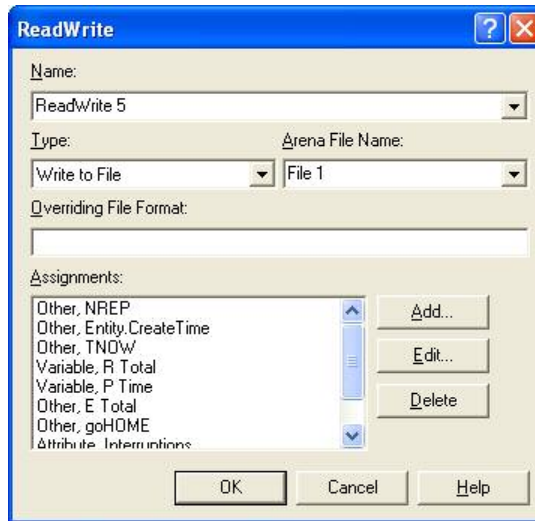 ReadWrite
Name:
ReadWrite 5
Type:
Arena File Name:
Write to File
File 1
Overriding File Format:
Assignments:
Other, NREP
Other, Entity.CreateTime
Other, TNOW
Variable, R Total
Variable, P Time
Other, E Total
Other, goHOME
Attribute, Interruptions
Add...
Edit...
Delete
OK
Cancel
Help